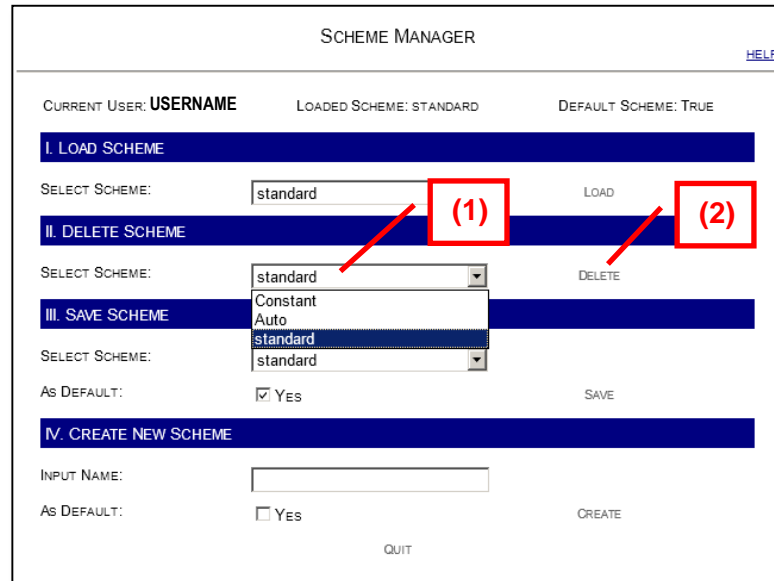 SCHEME MANAGER
HELP
CURRENT USER: USERNAME LOADED SCHEME: STANDARD DEFAULT SCHEME: TRUE
I. LOAD SCHEME
SELECT SCHEME: standard LOAD
(1)
(2)
II. DELETE SCHEME
SELECT SCHEME: standard DELETE
Constant
Auto
standard
III. SAVE SCHEME
SELECT SCHEME: standard
AS DEFAULT: YES SAVE
IV. CREATE NEW SCHEME
INPUT NAME:
AS DEFAULT: YES CREATE
QUIT